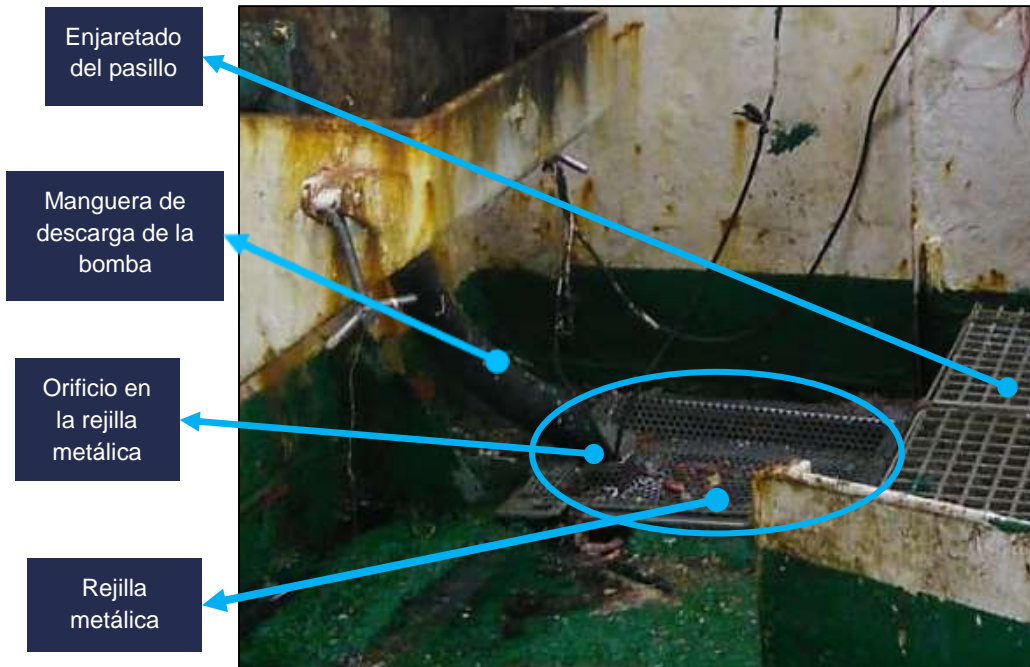 Enjaretado
del pasillo
Manguera de
descarga de la
bomba
Orificio en
la rejilla
metálica
Rejilla
metálica